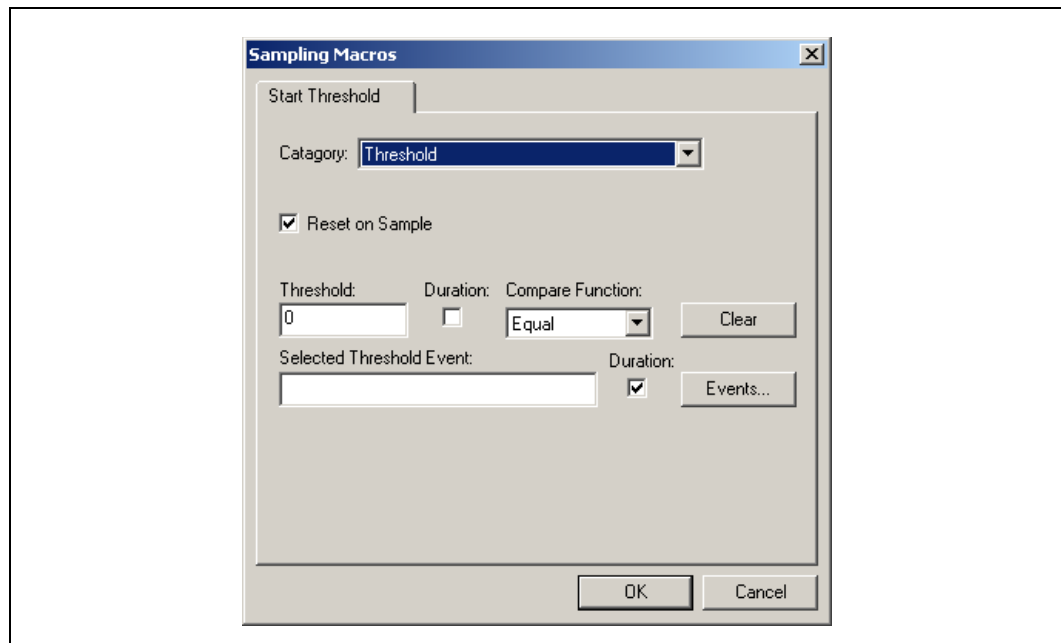 Sampling Macros
Start Threshold
Catagory: Threshold
Reset on Sample
Threshold: Duration: Compare Function:
0 Equal Clear
Selected Threshold Event: Duration:
Events...
OK Cancel